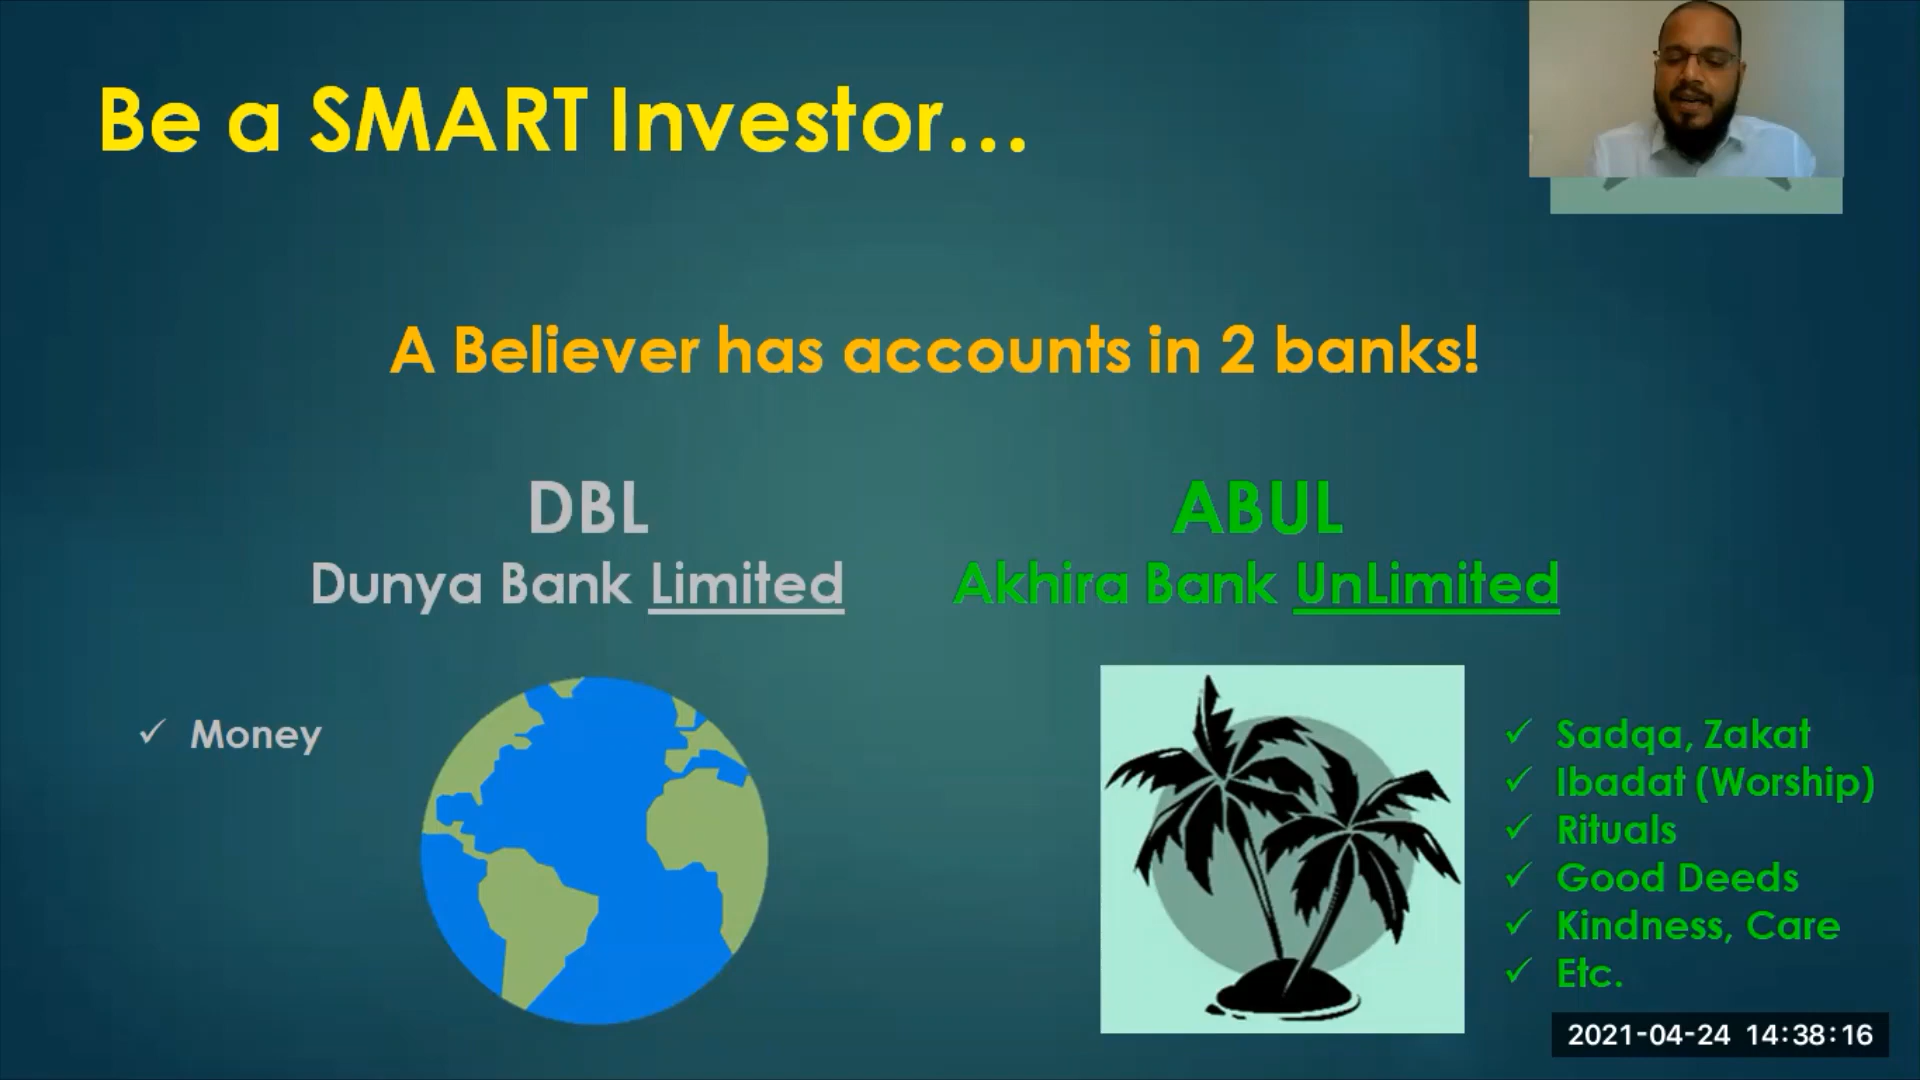 Be a SMART Investor...
A Believer has accounts in 2 banks!
DBL
Dunya Bank Limited
ABUL
Akhira Bank UnLimited
✓ Money
✓ Sadqa, Zakat
✓ Ibadat (Worship)
✓ Rituals
✓ Good Deeds
✓ Kindness, Care
✓ Etc.
2021-04-24 14:38:16